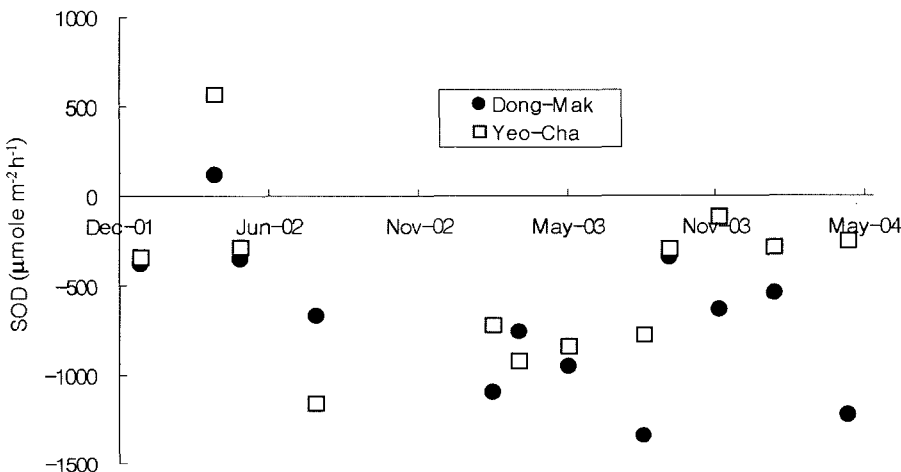 1000
500
0
-500
-1000
-1500
SOD (μmole m⁻²h⁻¹)
Dec-01
Jun-02
Nov-02
May-03
Nov-03
May-04
Dong-Mak
Yeo-Cha